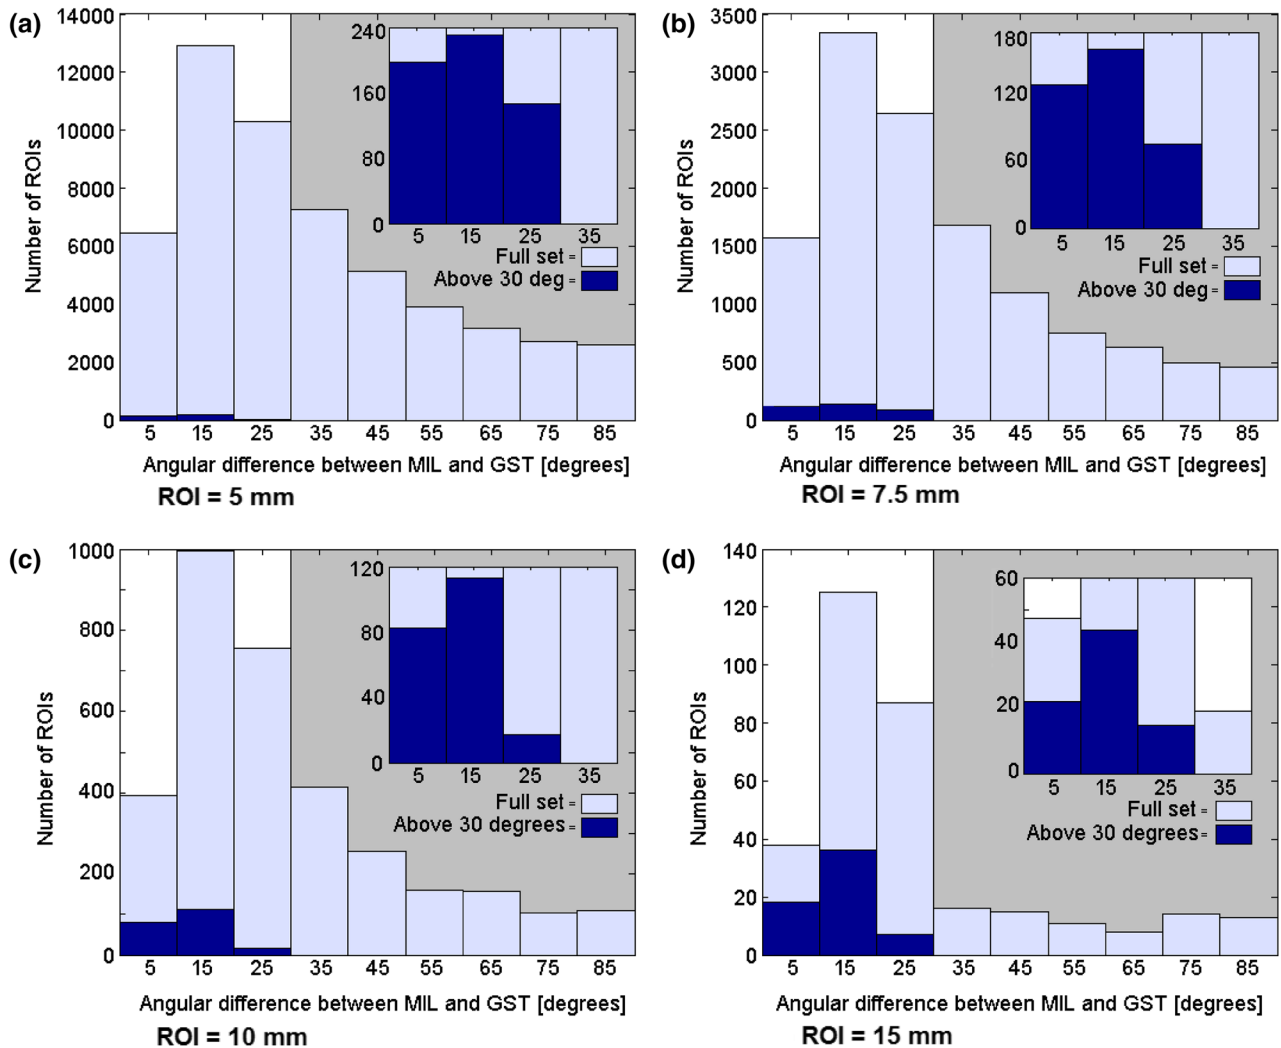 (a)
14000
12000
10000
8000
6000
4000
2000
0
Number of ROIs
240
160
80
0
5 15 25 35
Full set =
Above 30 deg =
5 15 25 35 45 55 65 75 85
Angular difference between MIL and GST [degrees]
ROI = 5 mm
(b)
3500
3000
2500
3500
2000
1500
1000
500
0
Number of ROIs
180
120
60
0
5 15 25 35
Full set =
Above 30 deg =
5 15 25 35 45 55 65 75 85
Angular difference between MIL and GST [degrees]
ROI = 7.5 mm
(c)
1000
800
600
400
200
0
Number of ROIs
120
80
40
0
5 15 25 35
Full set =
Above 30 degrees =
5 15 25 35 45 55 65 75 85
Angular difference between MIL and GST [degrees]
ROI = 10 mm
(d)
140
120
100
80
60
40
20
0
Number of ROIs
60
40
20
0
5 15 25 35
Full set =
Above 30 degrees=
5 15 25 35 45 55 65 75 85
Angular difference between MIL and GST [degrees]
ROI = 15 mm